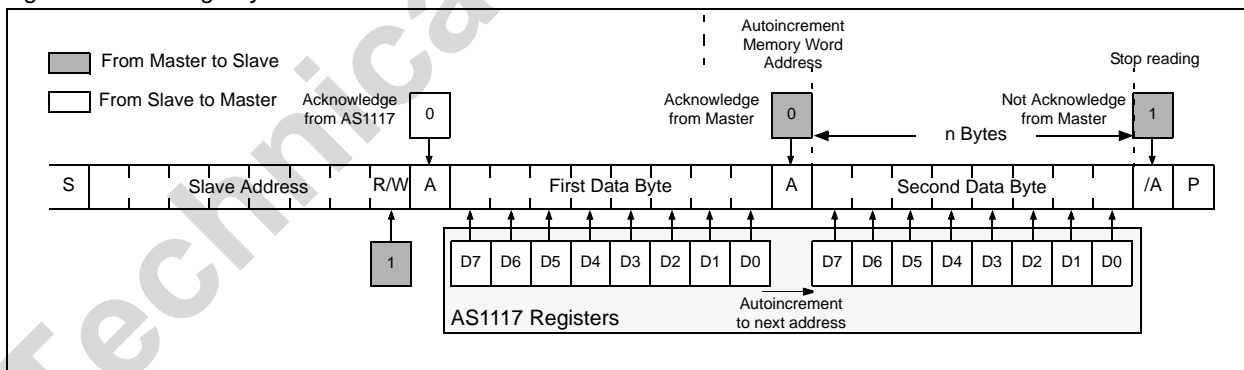 Autoincrement
Memory Word
Address
Stop reading
From Master to Slave
From Slave to Master
Acknowledge
from AS1117
0
Acknowledge
from Master
0
Not Acknowledge
from Master
1
n Bytes
S Slave Address R/W A First Data Byte A Second Data Byte /A P
1
D7 D6 D5 D4 D3 D2 D1 D0 D7 D6 D5 D4 D3 D2 D1 D0
Autoincrement
to next address
AS1117 Registers
Technica